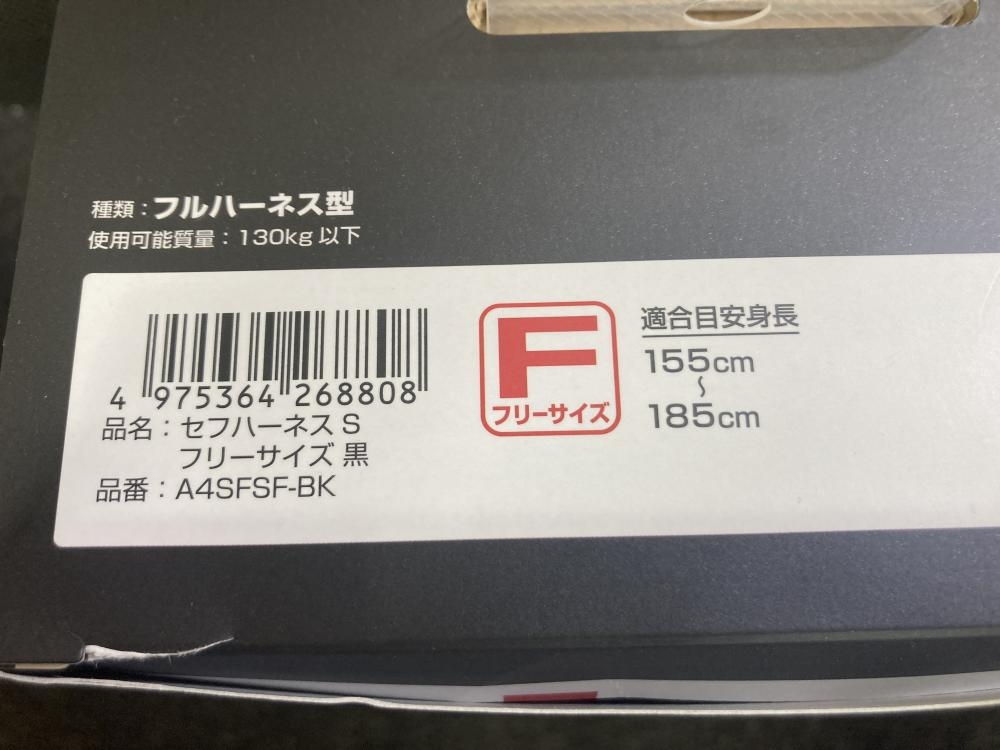 種類：フルハーネス型
使用可能質量：130kg 以下
4 975364 268808
品名：セフハーネス S
フリーサイズ 黒
品番：A4SFSF-BK
F
フリーサイズ
適合目安身長
155cm
〜
185cm